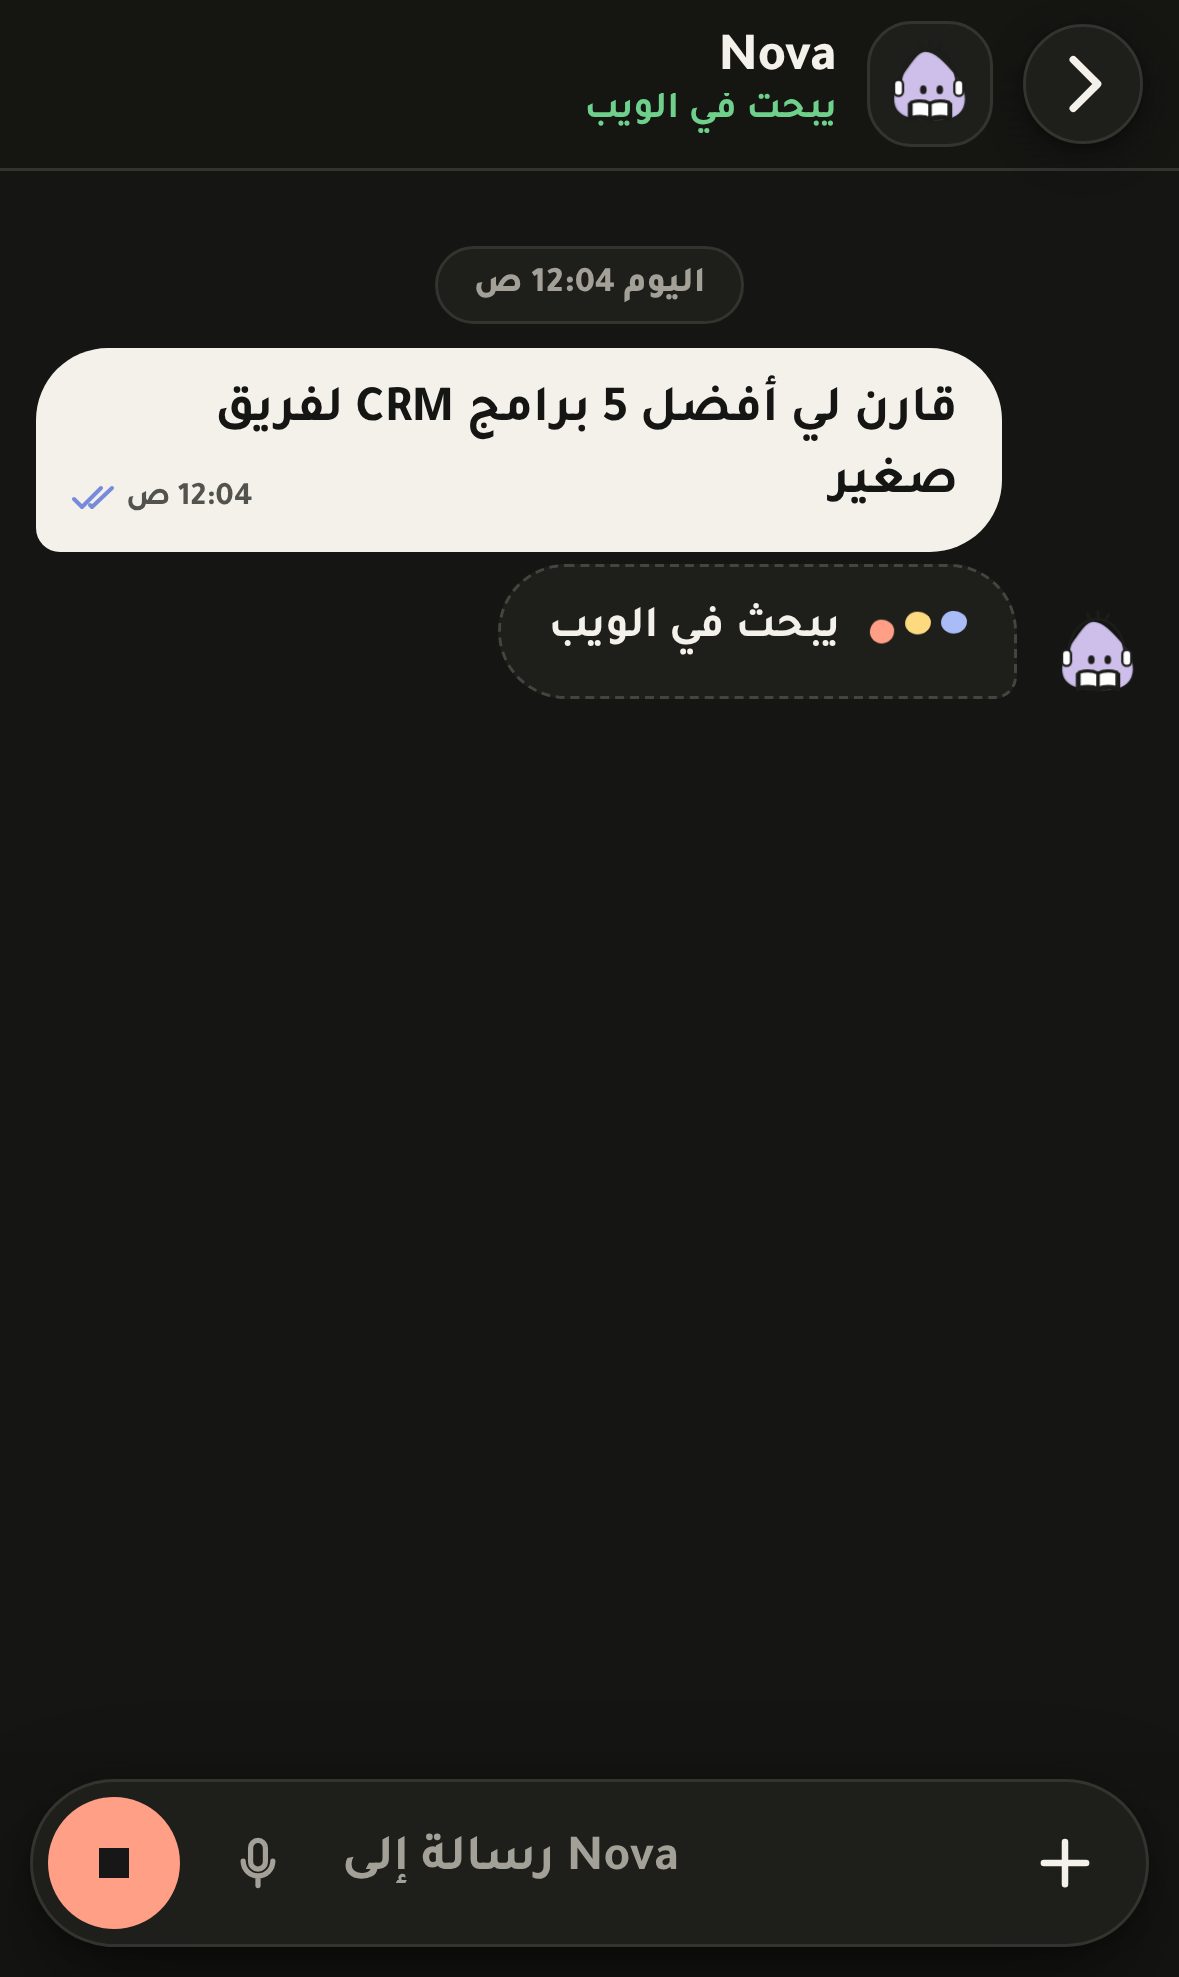 Nova
يبحث في الويب
اليوم 12:04 ص
قارن لي أفضل 5 برامج CRM لفريق
صغير
12:04 ص
يبحث في الويب
رسالة إلى Nova